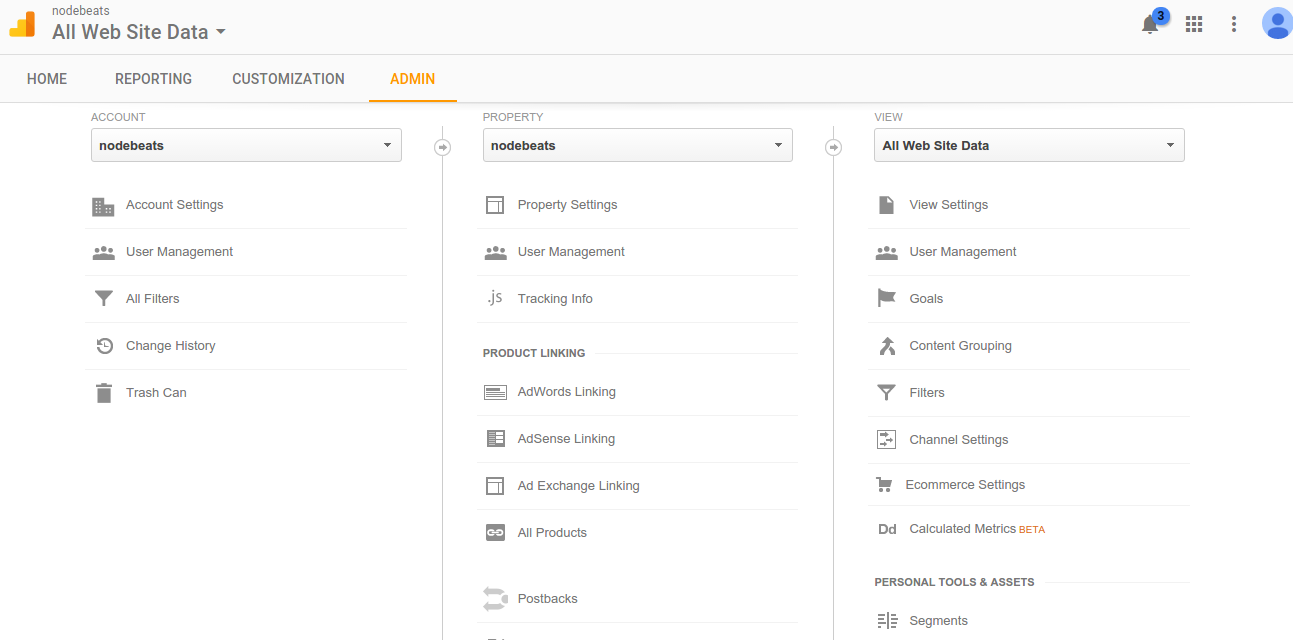 nodebeats
All Web Site Data
3
HOME
REPORTING
CUSTOMIZATION
ADMIN
ACCOUNT
nodebeats
Account Settings
User Management
All Filters
Change History
Trash Can
PROPERTY
nodebeats
Property Settings
User Management
.js
Tracking Info
PRODUCT LINKING
AdWords Linking
AdSense Linking
Ad Exchange Linking
All Products
Postbacks
VIEW
All Web Site Data
View Settings
User Management
Goals
Content Grouping
Filters
Channel Settings
Ecommerce Settings
Dd
Calculated Metrics BETA
PERSONAL TOOLS & ASSETS
Segments